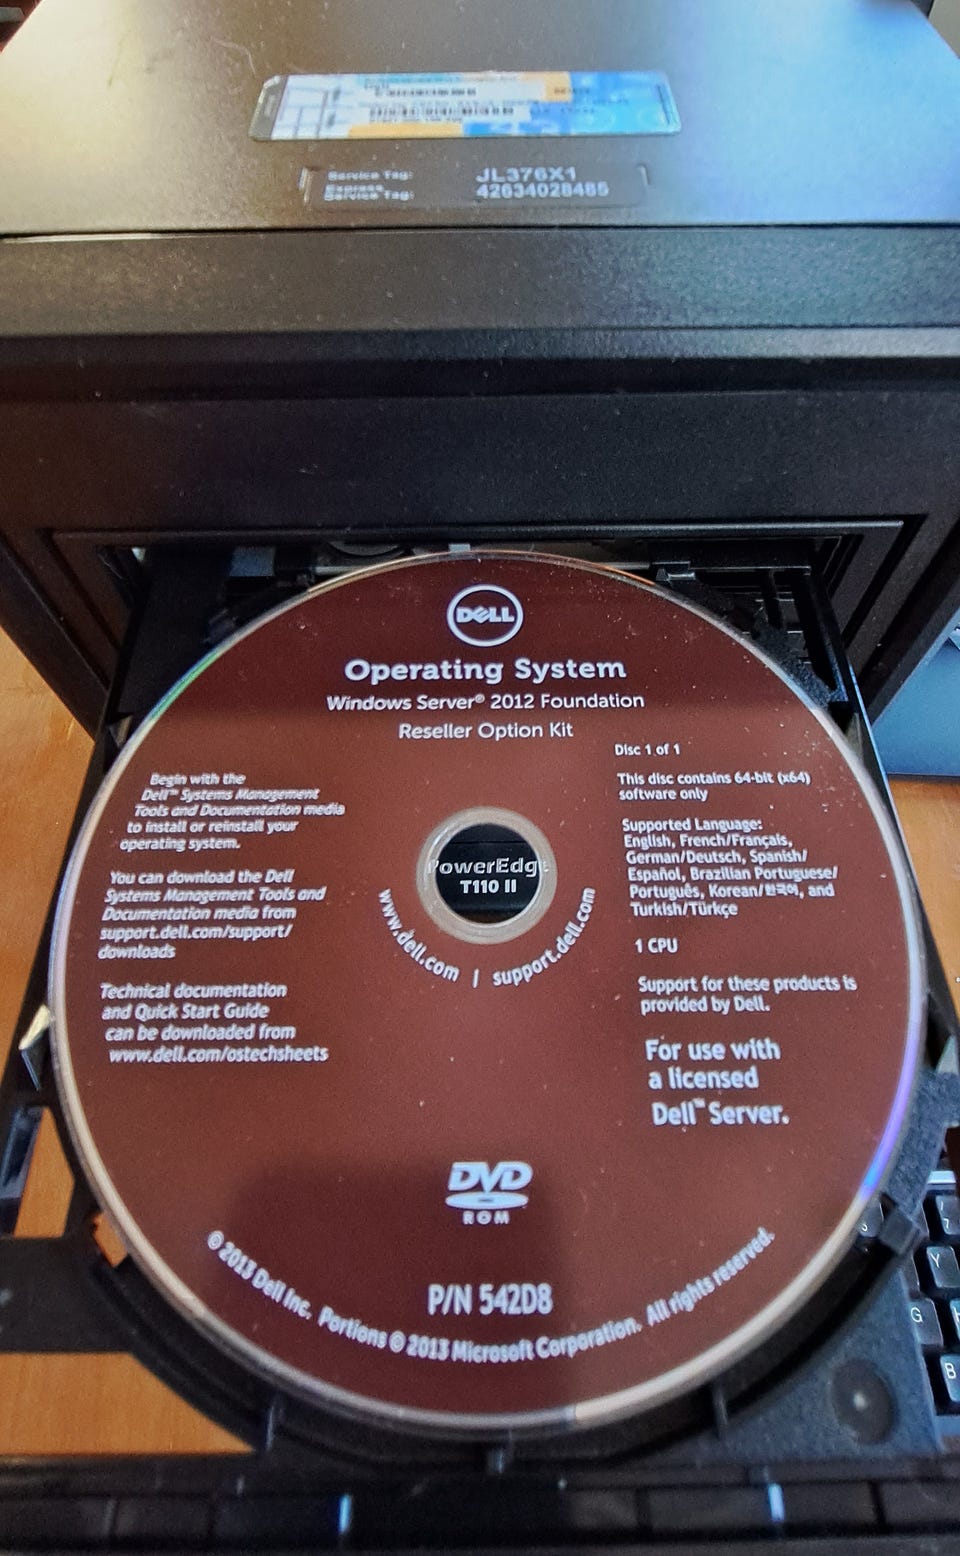 Service Tag: JL376X1
Express
Service Tag: 42634028485
DELL
Operating System
Windows Server® 2012 Foundation
Reseller Option Kit
Begin with the
Dell™ Systems Management
Tools and Documentation media
to install or reinstall your
operating system.
You can download the Dell
Systems Management Tools and
Documentation media from
support.dell.com/support/
downloads
Technical documentation
and Quick Start Guide
can be downloaded from
www.dell.com/ostechsheets
PowerEdge
T110 II
www.dell.com | support.dell.com
Disc 1 of 1
This disc contains 64-bit (x64)
software only
Supported Language:
English, French/Français,
German/Deutsch, Spanish/
Español, Brazilian Portuguese/
Português, Korean/한국어, and
Turkish/Türkçe
1 CPU
Support for these products is
provided by Dell.
For use with
a licensed
Dell™ Server.
DVD
ROM
P/N 542D8
© 2013 Dell Inc. Portions © 2013 Microsoft Corporation. All rights reserved.
Y
G
B